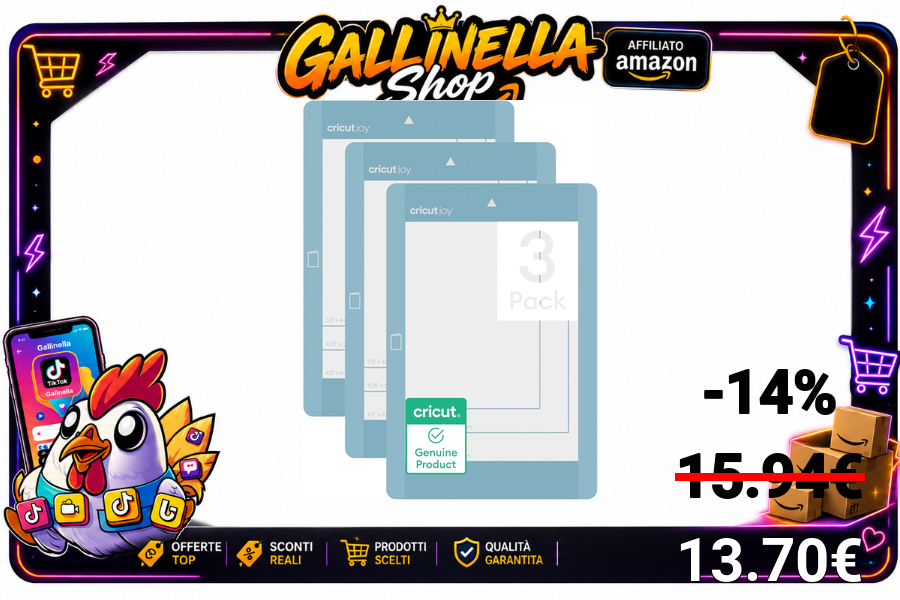 GALLINELLA
Shop
AFFILIATO
amazon
cricut joy
cricut joy
cricut joy
3
Pack
cricut
Genuine
Product
Gallinella
TikTok
Gallinella
-14%
15.94€
13.70€
OFFERTE
TOP
SCONTI
REALI
PRODOTTI
SCELTI
QUALITÀ
GARANTITA